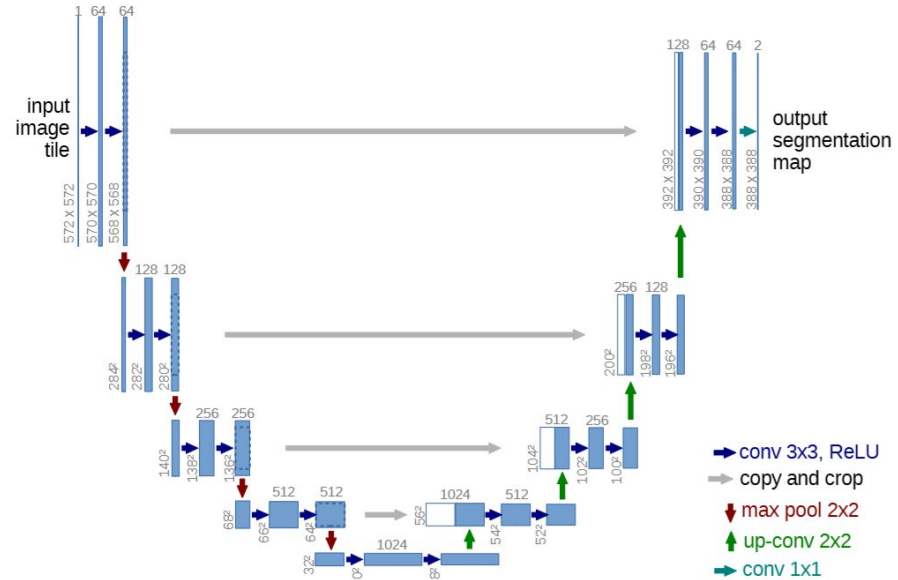 1 64 64
128 64 64 2
input
image
tile
output
segmentation
map
572 x 572
570 x 570
568 x 568
392 x 392
390 x 390
388 x 388
388 x 388
128 128
256 128
284²
282²
280²
200²
198²
196²
256 256
512 256
140²
138²
136²
104²
102²
100²
512 512
1024 512
68²
66²
64²
56²
54²
52²
1024
32²
0²
8²
conv 3x3, ReLU
copy and crop
max pool 2x2
up-conv 2x2
conv 1x1